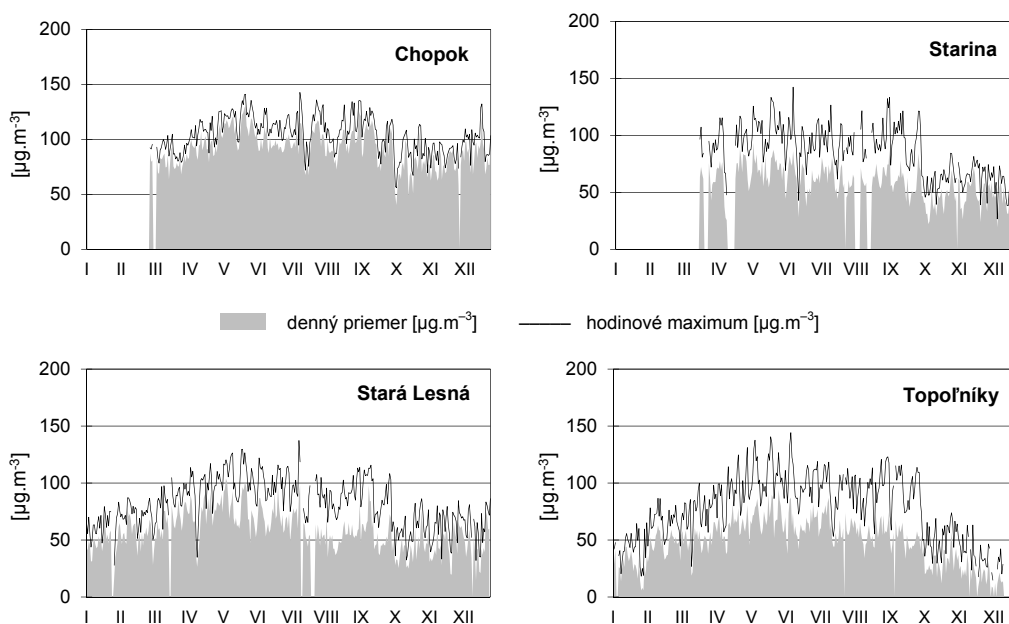 Chopok
[µg.m-3]
200
150
100
50
0
I II III IV V VI VII VIII IX X XI XII
Starina
[µg.m-3]
200
150
100
50
0
I II III IV V VI VII VIII IX X XI XII
denný priemer [µg.m–3] hodinové maximum [µg.m–3]
Stará Lesná
[µg.m-3]
200
150
100
50
0
I II III IV V VI VII VIII IX X XI XII
Topoľníky
[µg.m-3]
200
150
100
50
0
I II III IV V VI VII VIII IX X XI XII